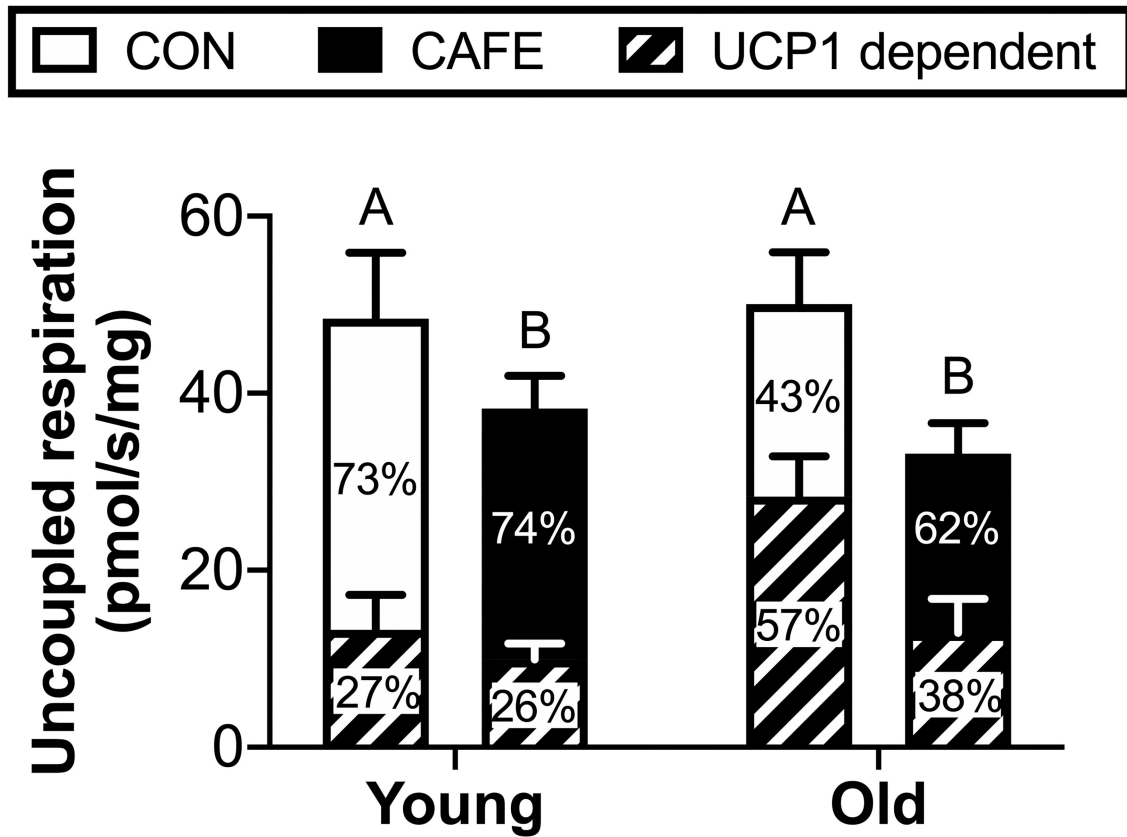 CON CAFE UCP1 dependent
Uncoupled respiration
(pmol/s/mg)
60
40
20
0
A
B
A
B
73%
74%
43%
62%
27%
26%
57%
38%
Young Old